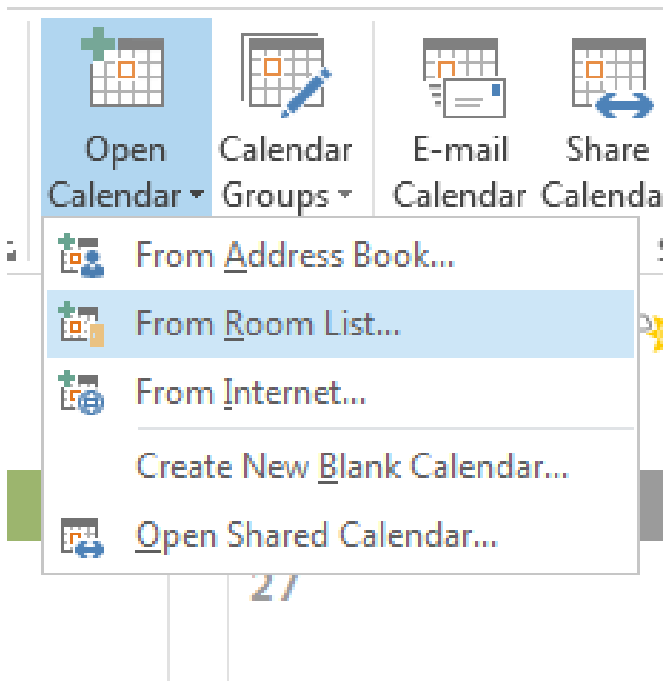 Open Calendar
Calendar Groups
E-mail Calendar
Share Calenda
From Address Book...
From Room List...
From Internet...
Create New Blank Calendar...
Open Shared Calendar...
27